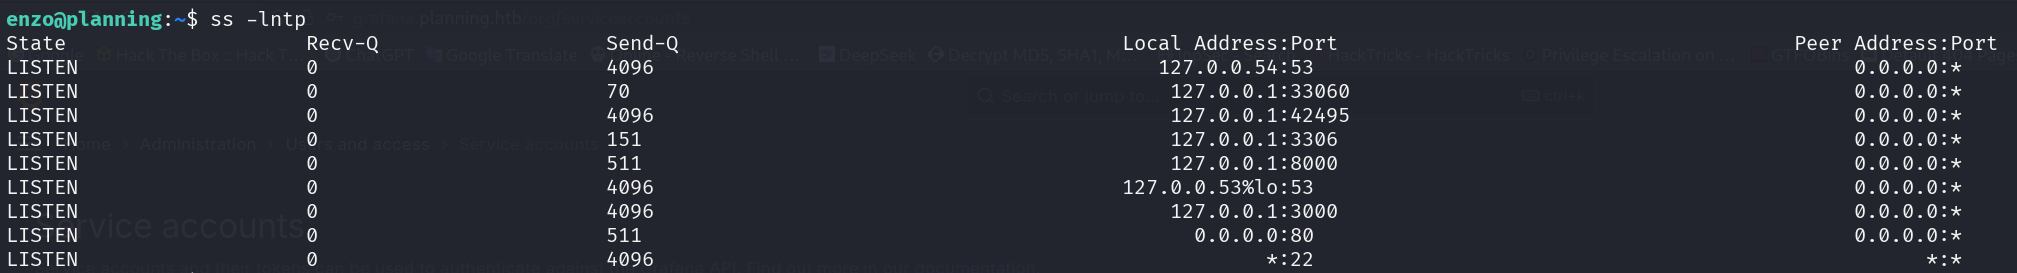 enzo@planning:~$ ss -lntp
State Recv-Q Send-Q Local Address:Port Peer Address:Port
LISTEN 0 4096 127.0.0.54:53 0.0.0.0:*
LISTEN 0 70 127.0.0.1:33060 0.0.0.0:*
LISTEN 0 4096 127.0.0.1:42495 0.0.0.0:*
LISTEN 0 151 127.0.0.1:3306 0.0.0.0:*
LISTEN 0 511 127.0.0.1:8000 0.0.0.0:*
LISTEN 0 4096 127.0.0.53%lo:53 0.0.0.0:*
LISTEN 0 4096 127.0.0.1:3000 0.0.0.0:*
LISTEN 0 511 0.0.0.0:80 0.0.0.0:*
LISTEN 0 4096 *:22 *:*